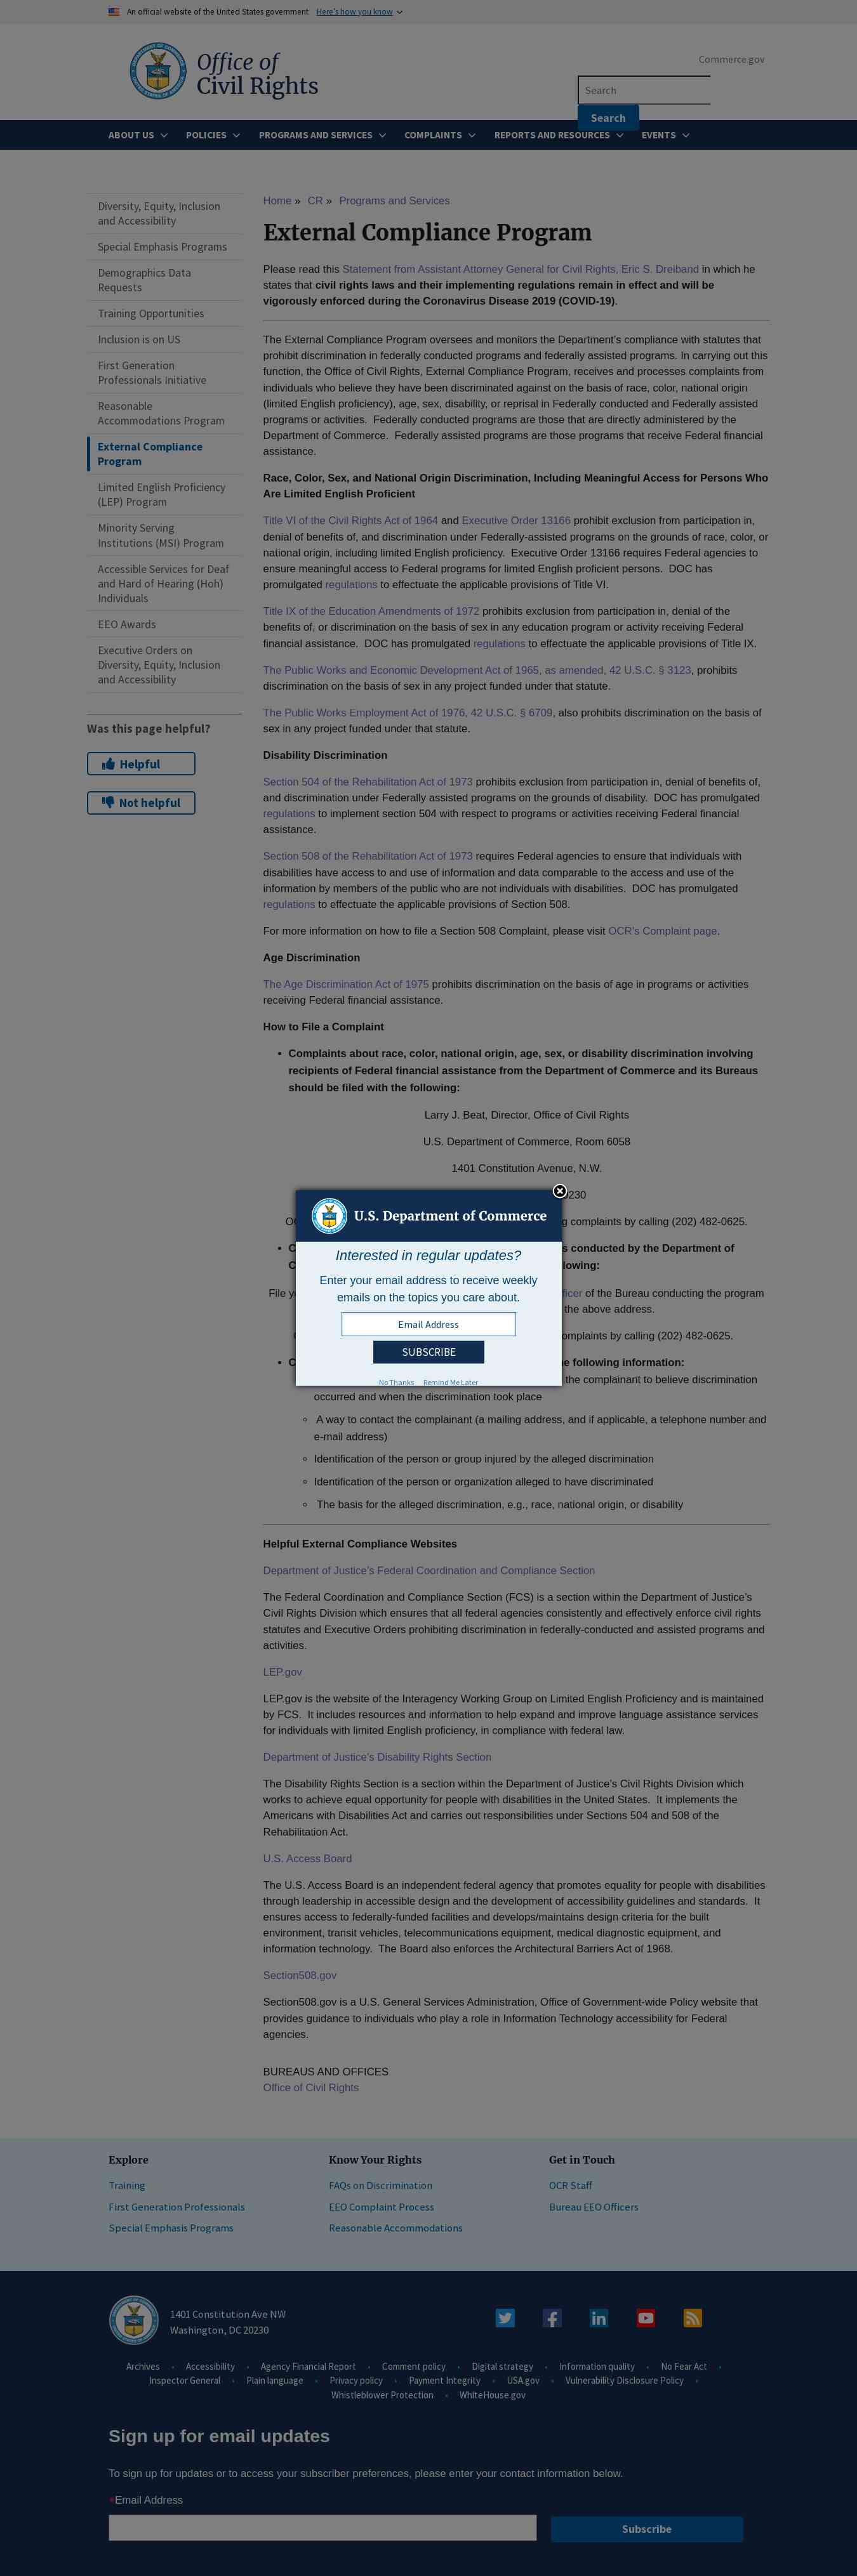 An official website of the United States government Here's how you know
Office of
Civil Rights
Commerce.gov
Search
Search
ABOUT US POLICIES PROGRAMS AND SERVICES COMPLAINTS REPORTS AND RESOURCES EVENTS
Diversity, Equity, Inclusion
and Accessibility
Special Emphasis Programs
Demographics Data
Requests
Training Opportunities
Inclusion is on US
First Generation
Professionals Initiative
Reasonable
Accommodations Program
External Compliance
Program
Limited English Proficiency
(LEP) Program
Minority Serving
Institutions (MSI) Program
Accessible Services for Deaf
and Hard of Hearing (Hoh)
Individuals
EEO Awards
Executive Orders on
Diversity, Equity, Inclusion
and Accessibility
Was this page helpful?
Helpful
Not helpful
Home » CR » Programs and Services
External Compliance Program
Please read this Statement from Assistant Attorney General for Civil Rights, Eric S. Dreiband in which he
states that civil rights laws and their implementing regulations remain in effect and will be
vigorously enforced during the Coronavirus Disease 2019 (COVID-19).
The External Compliance Program oversees and monitors the Department's compliance with statutes that
prohibit discrimination in federally conducted programs and federally assisted programs. In carrying out this
function, the Office of Civil Rights, External Compliance Program, receives and processes complaints from
individuals who believe they have been discriminated against on the basis of race, color, national origin
(limited English proficiency), age, sex, disability, or reprisal in Federally conducted and Federally assisted
programs or activities.  Federally conducted programs are those that are directly administered by the
Department of Commerce.  Federally assisted programs are those programs that receive Federal financial
assistance.
Race, Color, Sex, and National Origin Discrimination, Including Meaningful Access for Persons Who
Are Limited English Proficient
Title VI of the Civil Rights Act of 1964 and Executive Order 13166 prohibit exclusion from participation in,
denial of benefits of, and discrimination under Federally-assisted programs on the grounds of race, color, or
national origin, including limited English proficiency.  Executive Order 13166 requires Federal agencies to
ensure meaningful access to Federal programs for limited English proficient persons.  DOC has
promulgated regulations to effectuate the applicable provisions of Title VI.
Title IX of the Education Amendments of 1972 prohibits exclusion from participation in, denial of the
benefits of, or discrimination on the basis of sex in any education program or activity receiving Federal
financial assistance.  DOC has promulgated regulations to effectuate the applicable provisions of Title IX.
The Public Works and Economic Development Act of 1965, as amended, 42 U.S.C. § 3123, prohibits
discrimination on the basis of sex in any project funded under that statute.
The Public Works Employment Act of 1976, 42 U.S.C. § 6709, also prohibits discrimination on the basis of
sex in any project funded under that statute.
Disability Discrimination
Section 504 of the Rehabilitation Act of 1973 prohibits exclusion from participation in, denial of benefits of,
and discrimination under Federally assisted programs on the grounds of disability.  DOC has promulgated
regulations to implement section 504 with respect to programs or activities receiving Federal financial
assistance.
Section 508 of the Rehabilitation Act of 1973 requires Federal agencies to ensure that individuals with
disabilities have access to and use of information and data comparable to the access and use of the
information by members of the public who are not individuals with disabilities.  DOC has promulgated
regulations to effectuate the applicable provisions of Section 508.
For more information on how to file a Section 508 Complaint, please visit OCR's Complaint page.
Age Discrimination
The Age Discrimination Act of 1975 prohibits discrimination on the basis of age in programs or activities
receiving Federal financial assistance.
How to File a Complaint
Complaints about race, color, national origin, age, sex, or disability discrimination involving
recipients of Federal financial assistance from the Department of Commerce and its Bureaus
should be filed with the following:
Larry J. Beat, Director, Office of Civil Rights
U.S. Department of Commerce, Room 6058
1401 Constitution Avenue, N.W.
complaints by calling (202) 482-0625.
conducted by the Department of
File
of the Bureau conducting the program
the above address.
complaints by calling (202) 482-0625.
following information:
the complainant to believe discrimination
occurred and when the discrimination took place
A way to contact the complainant (a mailing address, and if applicable, a telephone number and
e-mail address)
Identification of the person or group injured by the alleged discrimination
Identification of the person or organization alleged to have discriminated
The basis for the alleged discrimination, e.g., race, national origin, or disability
U.S. Department of Commerce
Interested in regular updates?
Enter your email address to receive weekly
emails on the topics you care about.
Email Address
SUBSCRIBE
No Thanks Remind Me Later
Helpful External Compliance Websites
Department of Justice's Federal Coordination and Compliance Section
The Federal Coordination and Compliance Section (FCS) is a section within the Department of Justice's
Civil Rights Division which ensures that all federal agencies consistently and effectively enforce civil rights
statutes and Executive Orders prohibiting discrimination in federally-conducted and assisted programs and
activities.
LEP.gov
LEP.gov is the website of the Interagency Working Group on Limited English Proficiency and is maintained
by FCS.  It includes resources and information to help expand and improve language assistance services
for individuals with limited English proficiency, in compliance with federal law.
Department of Justice's Disability Rights Section
The Disability Rights Section is a section within the Department of Justice's Civil Rights Division which
works to achieve equal opportunity for people with disabilities in the United States.  It implements the
Americans with Disabilities Act and carries out responsibilities under Sections 504 and 508 of the
Rehabilitation Act.
U.S. Access Board
The U.S. Access Board is an independent federal agency that promotes equality for people with disabilities
through leadership in accessible design and the development of accessibility guidelines and standards.  It
ensures access to federally-funded facilities and develops/maintains design criteria for the built
environment, transit vehicles, telecommunications equipment, medical diagnostic equipment, and
information technology.  The Board also enforces the Architectural Barriers Act of 1968.
Section508.gov
Section508.gov is a U.S. General Services Administration, Office of Government-wide Policy website that
provides guidance to individuals who play a role in Information Technology accessibility for Federal
agencies.
BUREAUS AND OFFICES
Office of Civil Rights
Explore Know Your Rights Get in Touch
Training FAQs on Discrimination OCR Staff
First Generation Professionals EEO Complaint Process Bureau EEO Officers
Special Emphasis Programs Reasonable Accommodations
1401 Constitution Ave NW
Washington, DC 20230
Archives Accessibility Agency Financial Report Comment policy Digital strategy Information quality No Fear Act
Inspector General Plain language Privacy policy Payment Integrity USA.gov Vulnerability Disclosure Policy
Whistleblower Protection WhiteHouse.gov
Sign up for email updates
To sign up for updates or to access your subscriber preferences, please enter your contact information below.
*Email Address
Subscribe